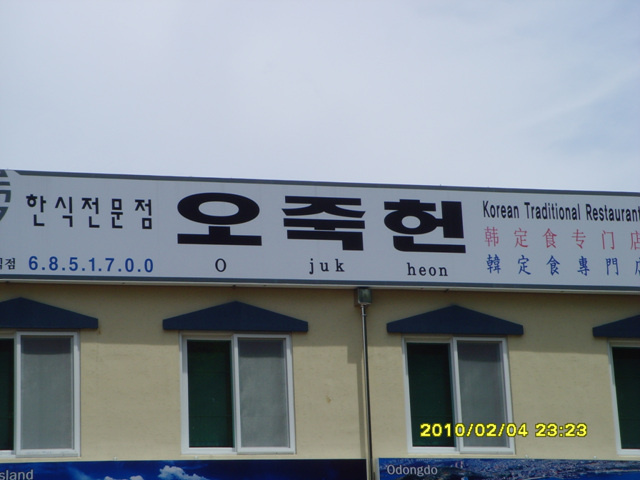 한식전문점
오죽헌
Korean Traditional Restaurant
韩定食专门店
6.8.5.1.7.0.0
O juk heon
韓定食專門店
2010/02/04 23:23
Odongdo